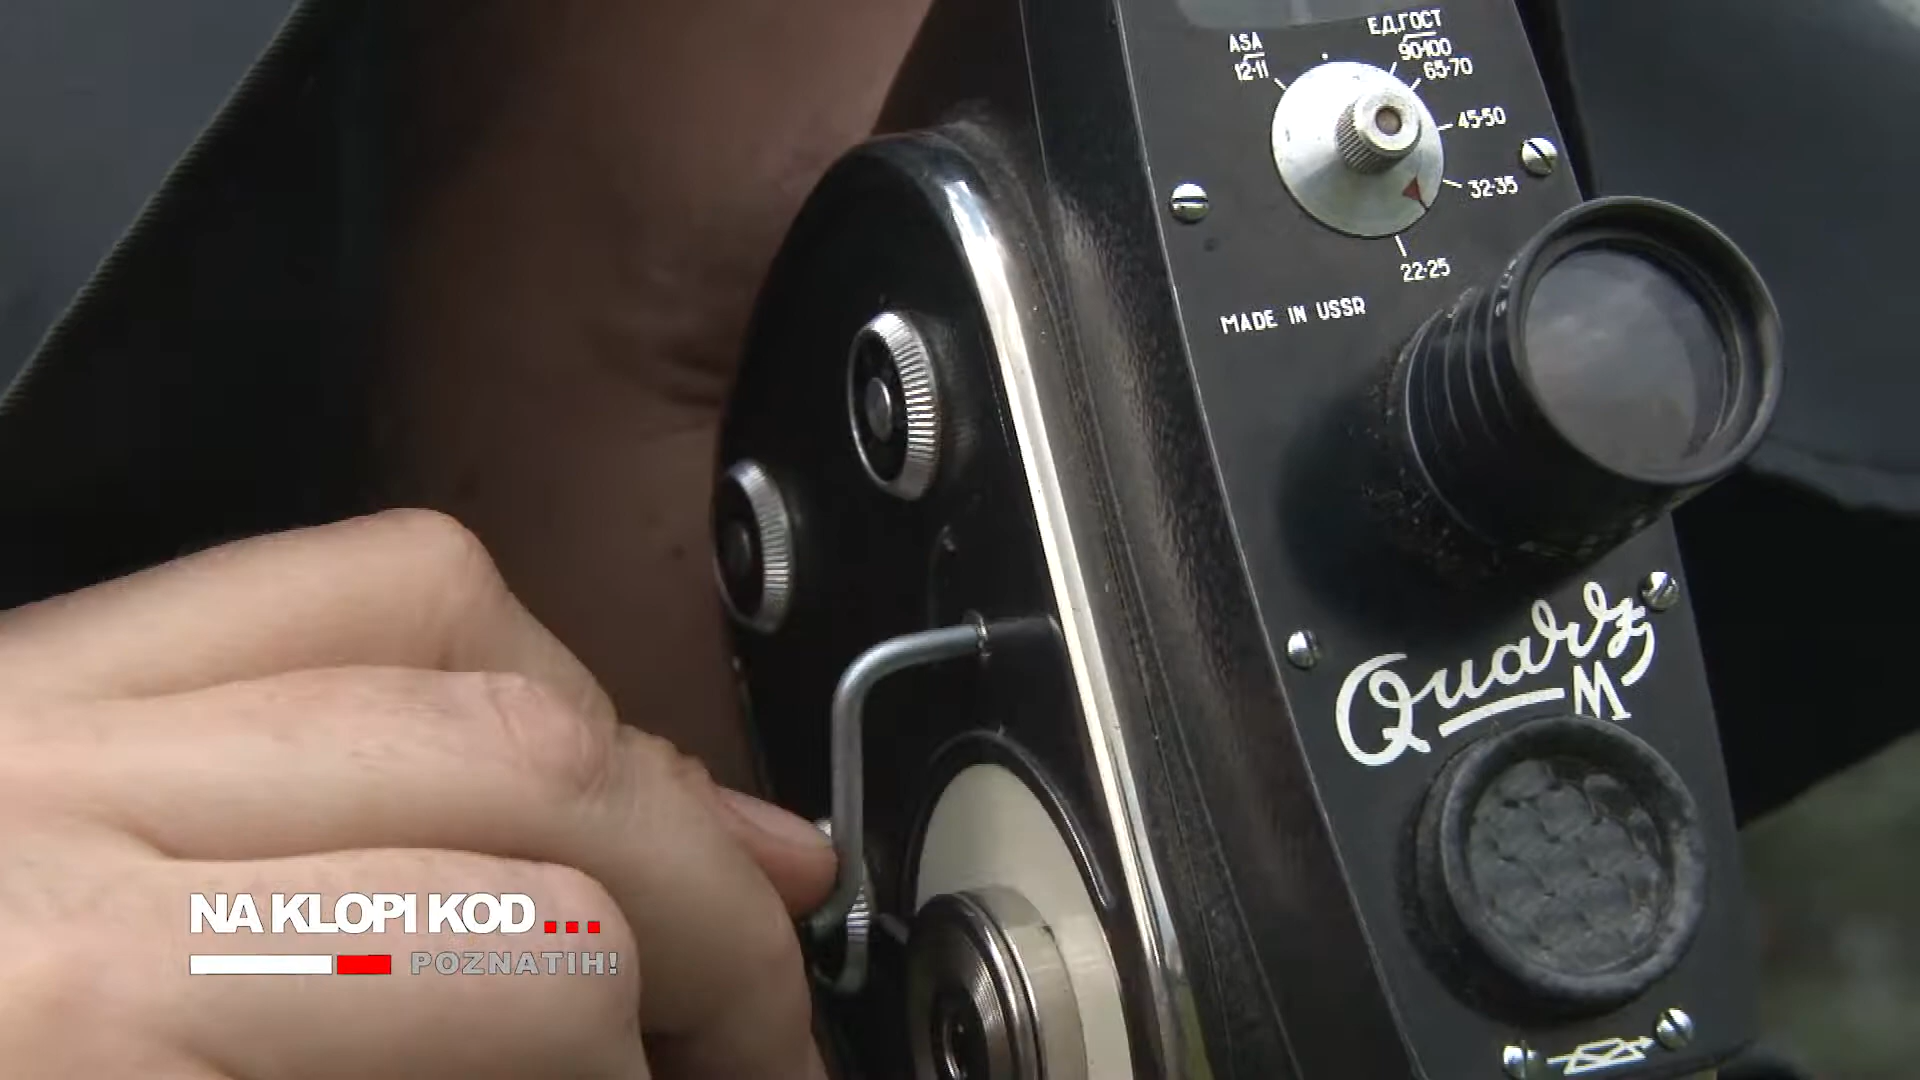 ASA
12-11
ЕД.ГОСТ
90-100
65-70
45-50
32-35
22-25
MADE IN USSR
Quarz
M
NA KLOPI KOD...
POZNATIH!